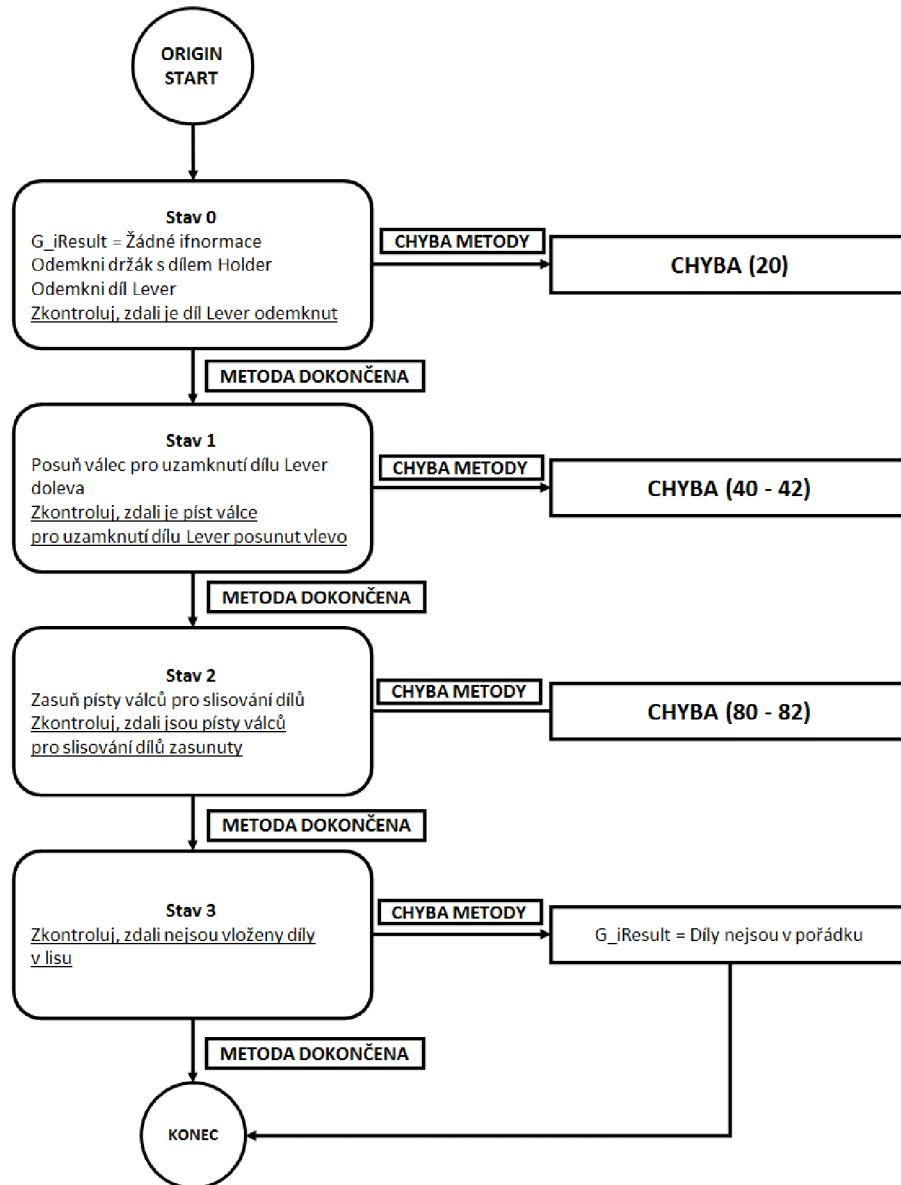 ORIGIN
START
Stav 0
G_iResult = Žádné ifnormace
Odemkni držák s dílem Holder
Odemkni díl Lever
Zkontroluj, zdali je díl Lever odemknut
CHYBA METODY
CHYBA (20)
METODA DOKONČENA
Stav 1
Posuň válec pro uzamknutí dílu Lever
doleva
Zkontroluj, zdali je píst válce
pro uzamknutí dílu Lever posunut vlevo
CHYBA METODY
CHYBA (40 - 42)
METODA DOKONČENA
Stav 2
Zasuň písty válců pro slisování dílů
Zkontroluj, zdali jsou písty válců
pro slisování dílů zasunuty
CHYBA METODY
CHYBA (80 - 82)
METODA DOKONČENA
Stav 3
Zkontroluj, zdali nejsou vloženy díly
v lisu
CHYBA METODY
G_iResult = Díly nejsou v pořádku
METODA DOKONČENA
KONEC